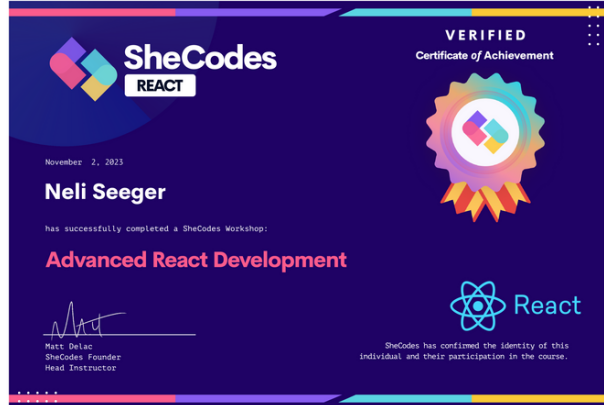 SheCodes
REACT
VERIFIED
Certificate of Achievement
November 2, 2023
Neli Seeger
has successfully completed a SheCodes Workshop:
Advanced React Development
Matt Delac
SheCodes Founder
Head Instructor
React
SheCodes has confirmed the identity of this
individual and their participation in the course.